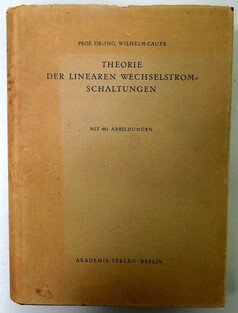 PROF. DR.-ING. WILHELM CAUER
THEORIE
DER LINEAREN WECHSELSTROM-
SCHALTUNGEN
MIT 461 ABBILDUNGEN
AKADEMIE-VERLAG · BERLIN